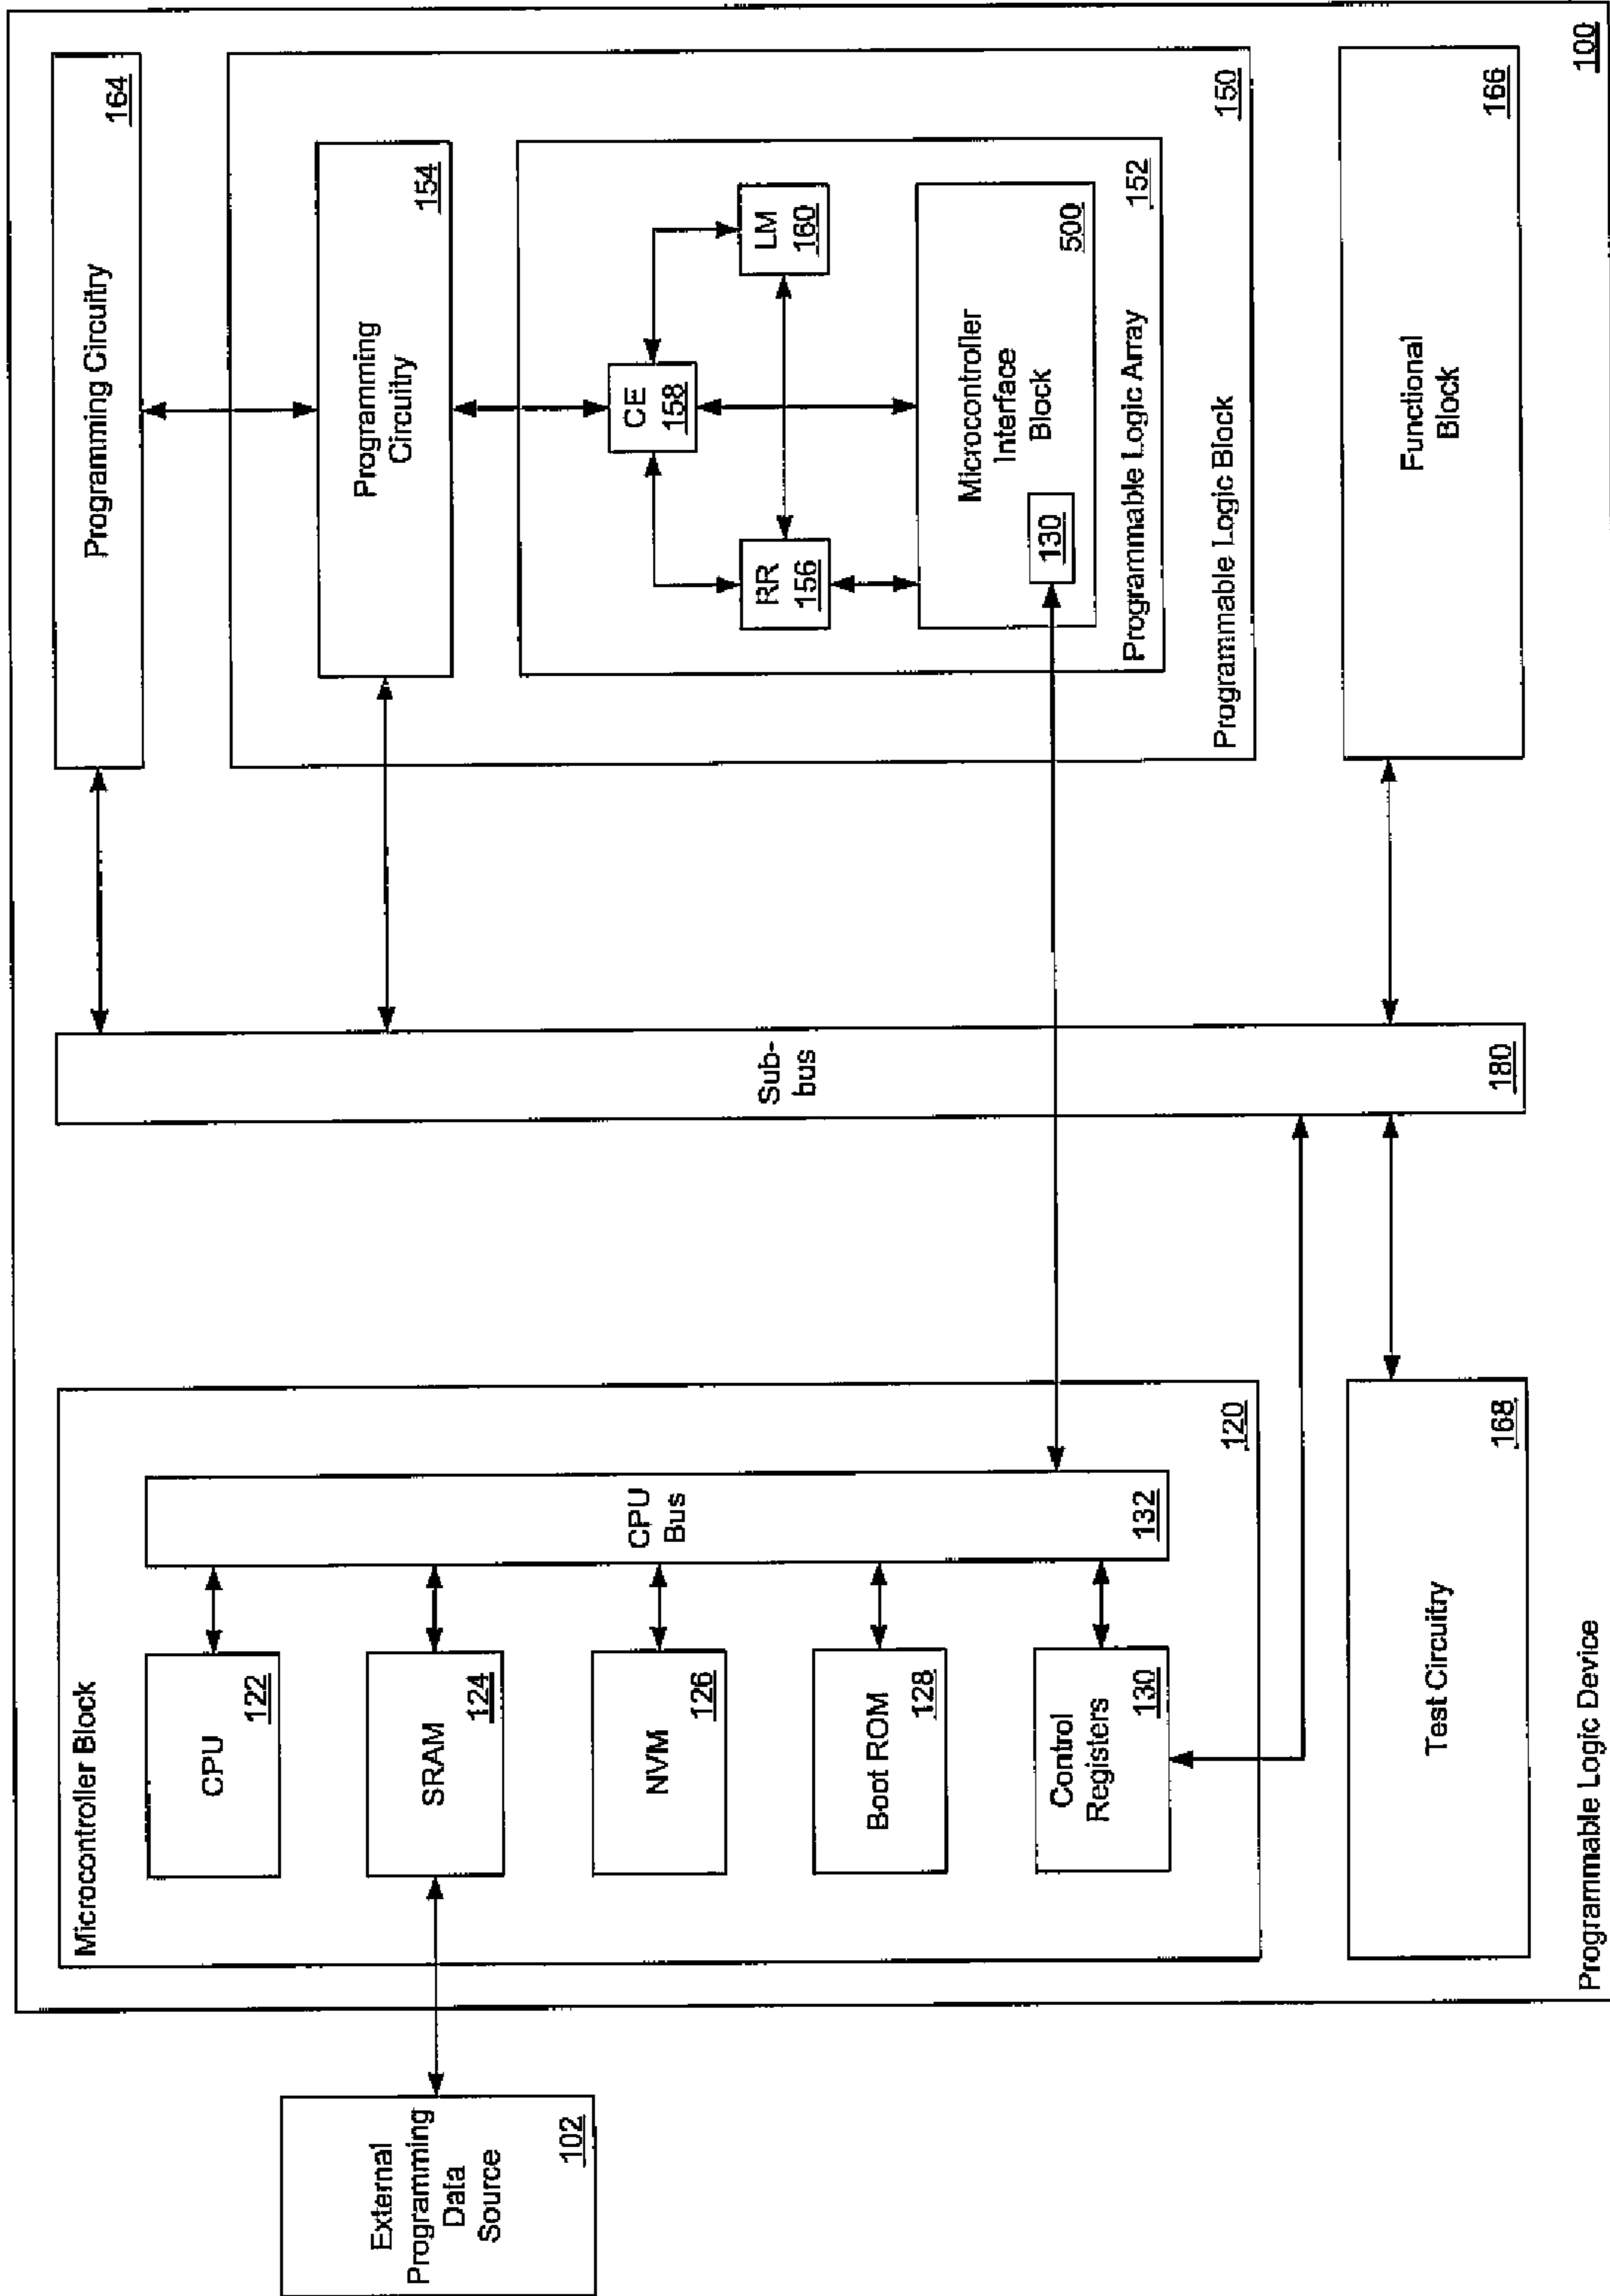 External
Programming
Data
Source
102
Microcontroller Block
CPU
122
SRAM
124
NVM
126
Boot ROM
128
Control
Registers
130
CPU
Bus
132
120
Test Circuitry
168
Sub-
bus
180
Programming Circuitry
164
Programming
Circuitry
154
CE
158
RR
156
LM
160
Microcontroller
Interface
Block
130
500
Programmable Logic Array
152
Programmable Logic Block
150
Functional
Block
166
Programmable Logic Device
100